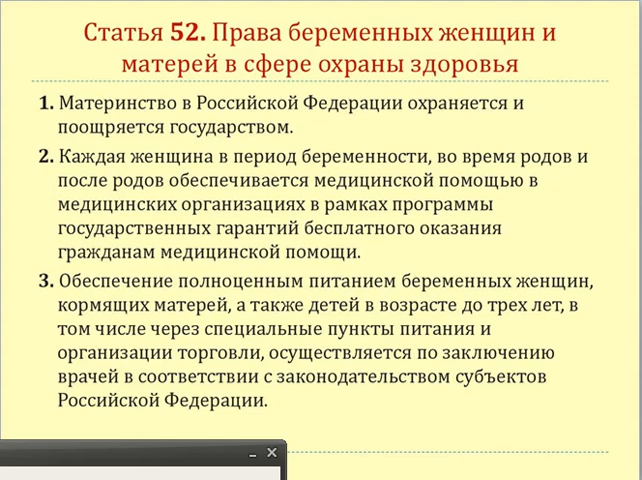 Статья 52. Права беременных женщин и
матерей в сфере охраны здоровья
1. Материнство в Российской Федерации охраняется и
поощряется государством.
2. Каждая женщина в период беременности, во время родов и
после родов обеспечивается медицинской помощью в
медицинских организациях в рамках программы
государственных гарантий бесплатного оказания
гражданам медицинской помощи.
3. Обеспечение полноценным питанием беременных женщин,
кормящих матерей, а также детей в возрасте до трех лет, в
том числе через специальные пункты питания и
организации торговли, осуществляется по заключению
врачей в соответствии с законодательством субъектов
Российской Федерации.